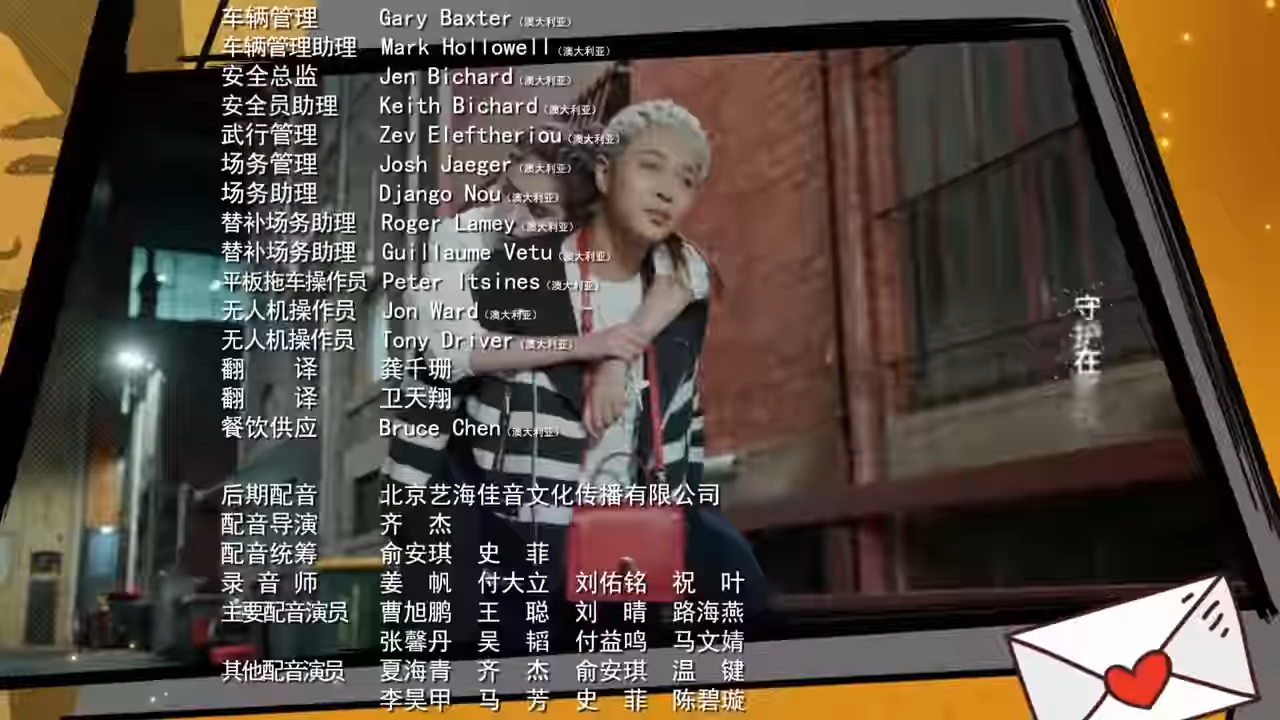 车辆管理 Gary Baxter（澳大利亚）
车辆管理助理 Mark Hollowell（澳大利亚）
安全总监 Jen Bichard（澳大利亚）
安全员助理 Keith Bichard（澳大利亚）
武行管理 Zev Eleftheriou（澳大利亚）
场务管理 Josh Jaeger（澳大利亚）
场务助理 Django Nou（澳大利亚）
替补场务助理 Roger Lamey（澳大利亚）
替补场务助理 Guillaume Vetu（澳大利亚）
平板拖车操作员 Peter Itsines（澳大利亚）
无人机操作员 Jon Ward（澳大利亚）
无人机操作员 Tony Driver（澳大利亚）
翻 译 龚千珊
翻 译 卫天翔
餐饮供应 Bruce Chen（澳大利亚）
后期配音 北京艺海佳音文化传播有限公司
配音导演 齐 杰
配音统筹 俞安琪 史 菲
录 音 师 姜 帆 付大立 刘佑铭 祝 叶
主要配音演员 曹旭鹏 王 聪 刘 晴 路海燕
张馨丹 吴 韬 付益鸣 马文婧
其他配音演员 夏海青 齐 杰 俞安琪 温 键
李昊甲 马 芳 史 菲 陈碧璇
守护在